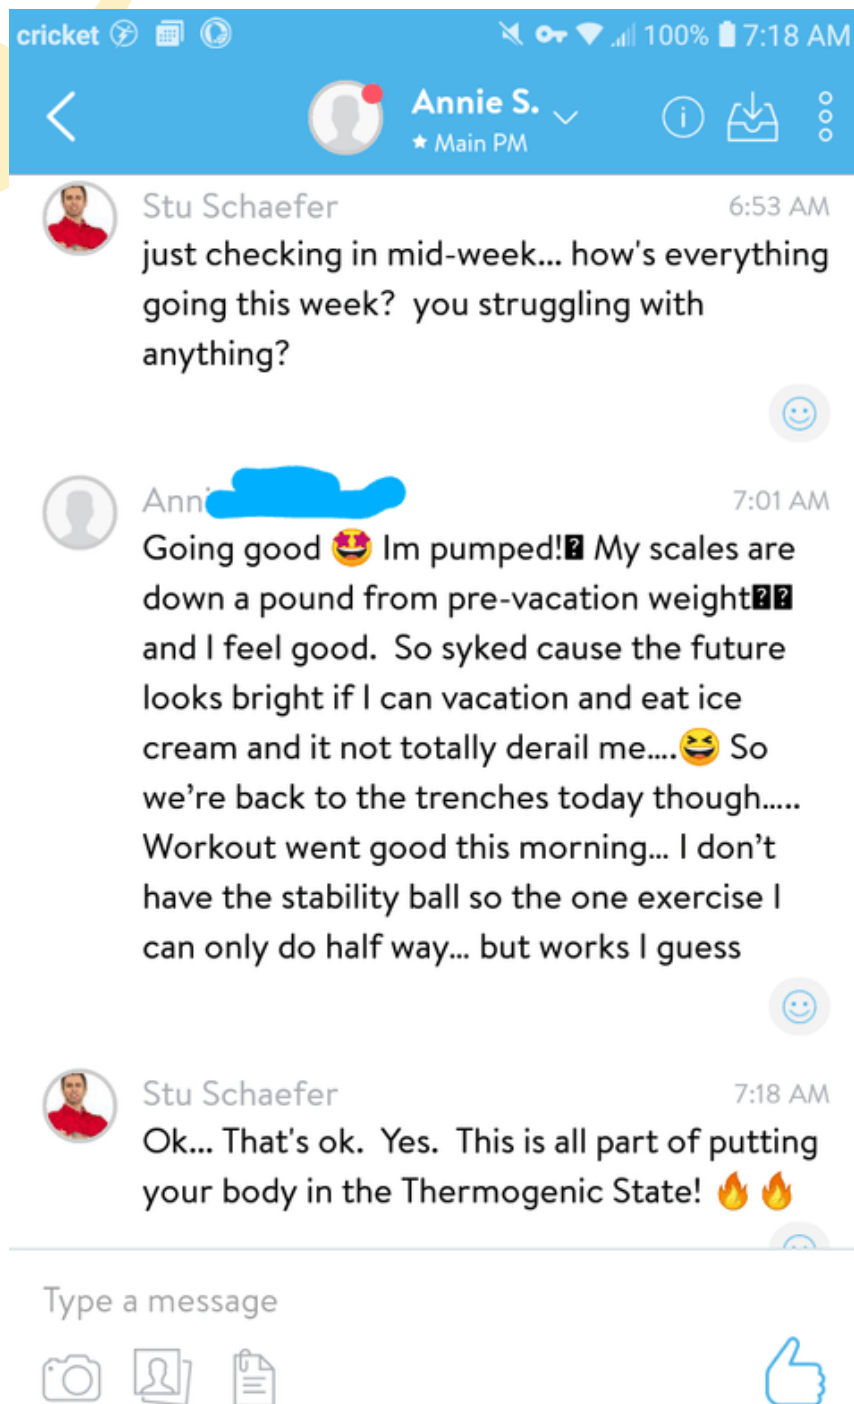 cricket 100% 7:18 AM
Annie S.
★ Main PM
Stu Schaefer 6:53 AM
just checking in mid-week... how's everything
going this week?  you struggling with
anything?
Anni 7:01 AM
Going good 🤩 Im pumped!� My scales are
down a pound from pre-vacation weight��
and I feel good.  So syked cause the future
looks bright if I can vacation and eat ice
cream and it not totally derail me....😆 So
we’re back to the trenches today though.....
Workout went good this morning... I don’t
have the stability ball so the one exercise I
can only do half way... but works I guess
Stu Schaefer 7:18 AM
Ok... That's ok.  Yes.  This is all part of putting
your body in the Thermogenic State! 🔥🔥
Type a message